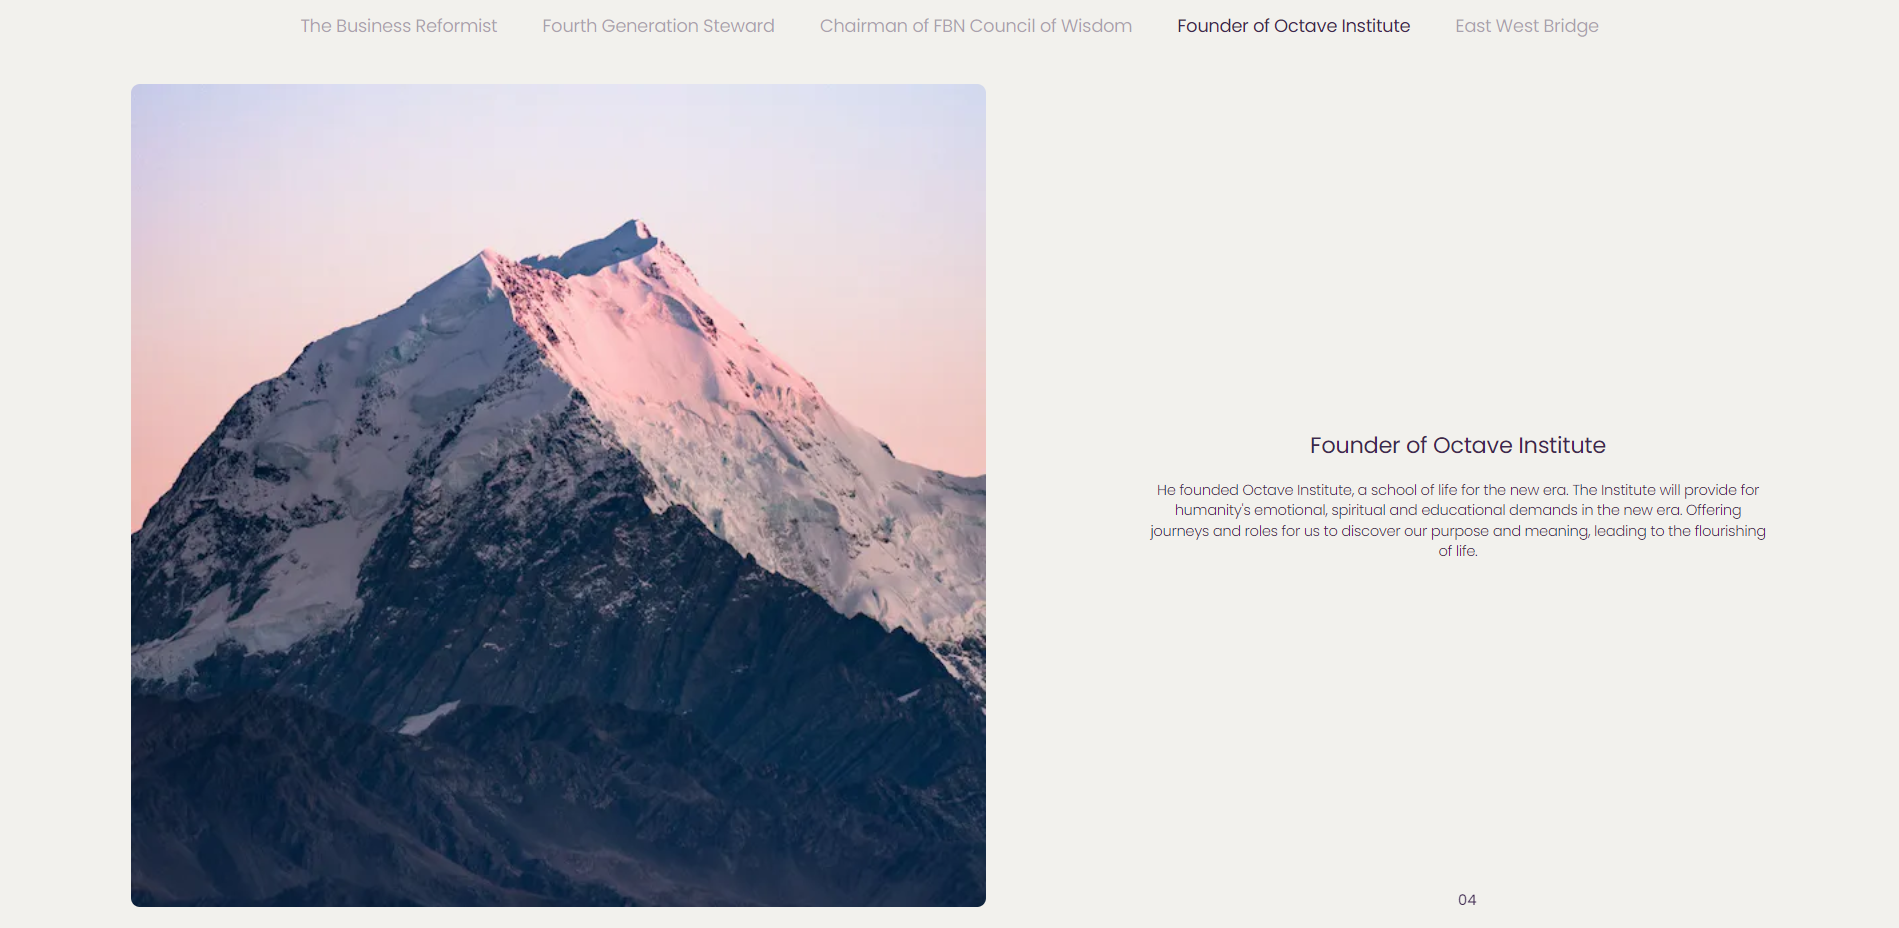 The Business Reformist
Fourth Generation Steward
Chairman of FBN Council of Wisdom
Founder of Octave Institute
East West Bridge
Founder of Octave Institute
He founded Octave Institute, a school of life for the new era. The Institute will provide for
humanity's emotional, spiritual and educational demands in the new era. Offering
journeys and roles for us to discover our purpose and meaning, leading to the flourishing
of life.
04